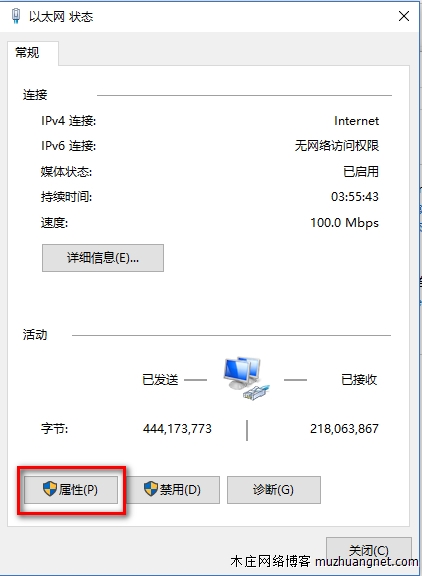 以太网 状态
常规
连接
IPv4 连接: Internet
IPv6 连接: 无网络访问权限
媒体状态: 已启用
持续时间: 03:55:43
速度: 100.0 Mbps
详细信息(E)...
活动
已发送 已接收
字节: 444,173,773 218,063,867
属性(P) 禁用(D) 诊断(G)
关闭(C)
木庄网络博客 muzhuangnet.com